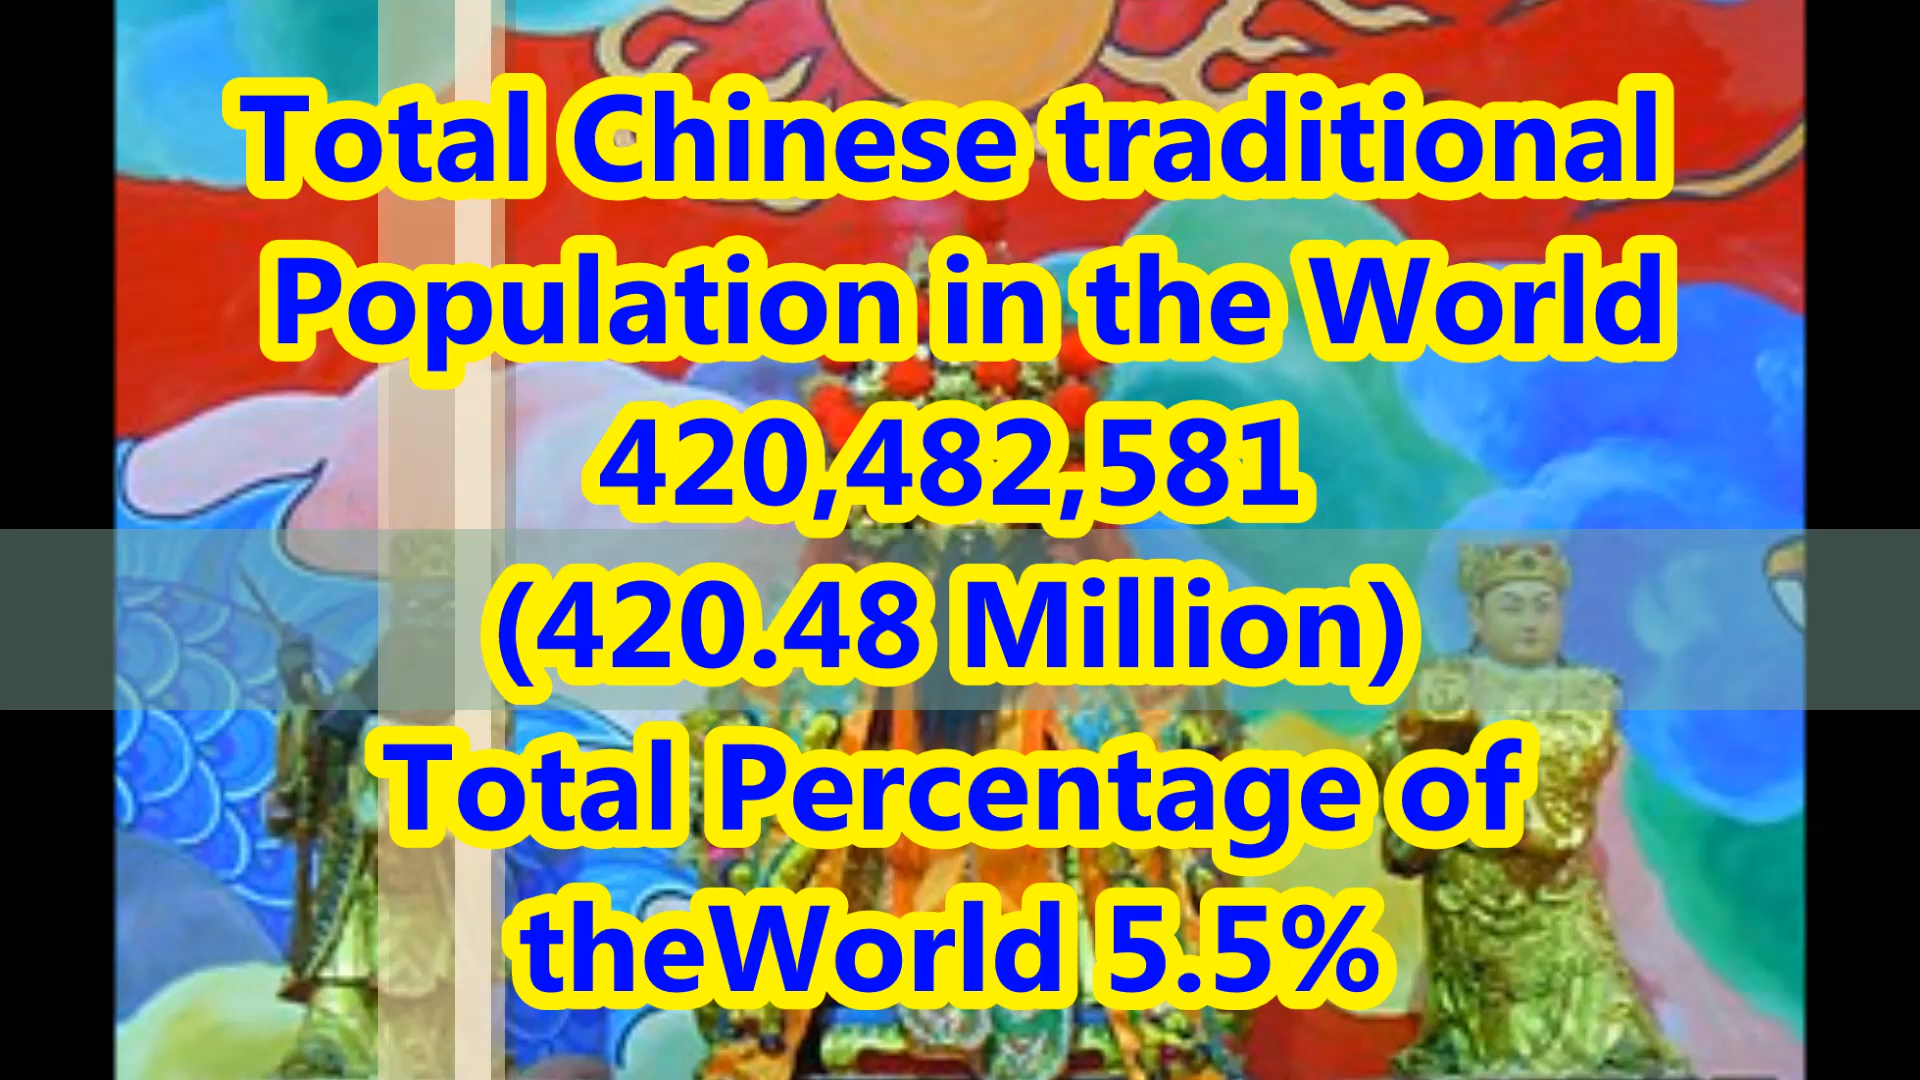 Total Chinese traditional
Population in the World
420,482,581
(420.48 Million)
Total Percentage of
theWorld 5.5%